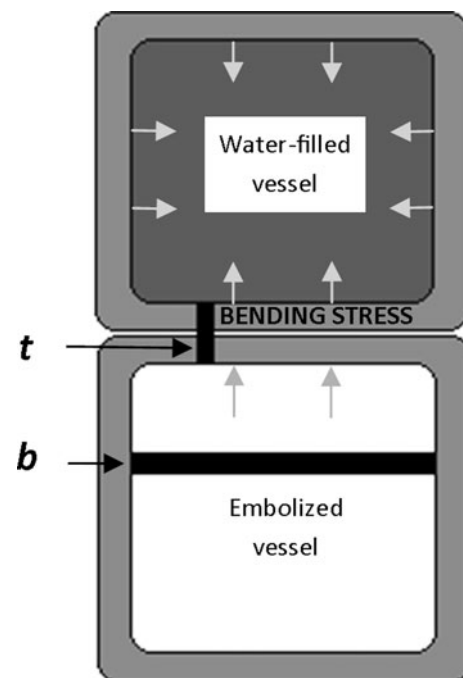 Water-filled
vessel
BENDING STRESS
t
b
Embolized
vessel